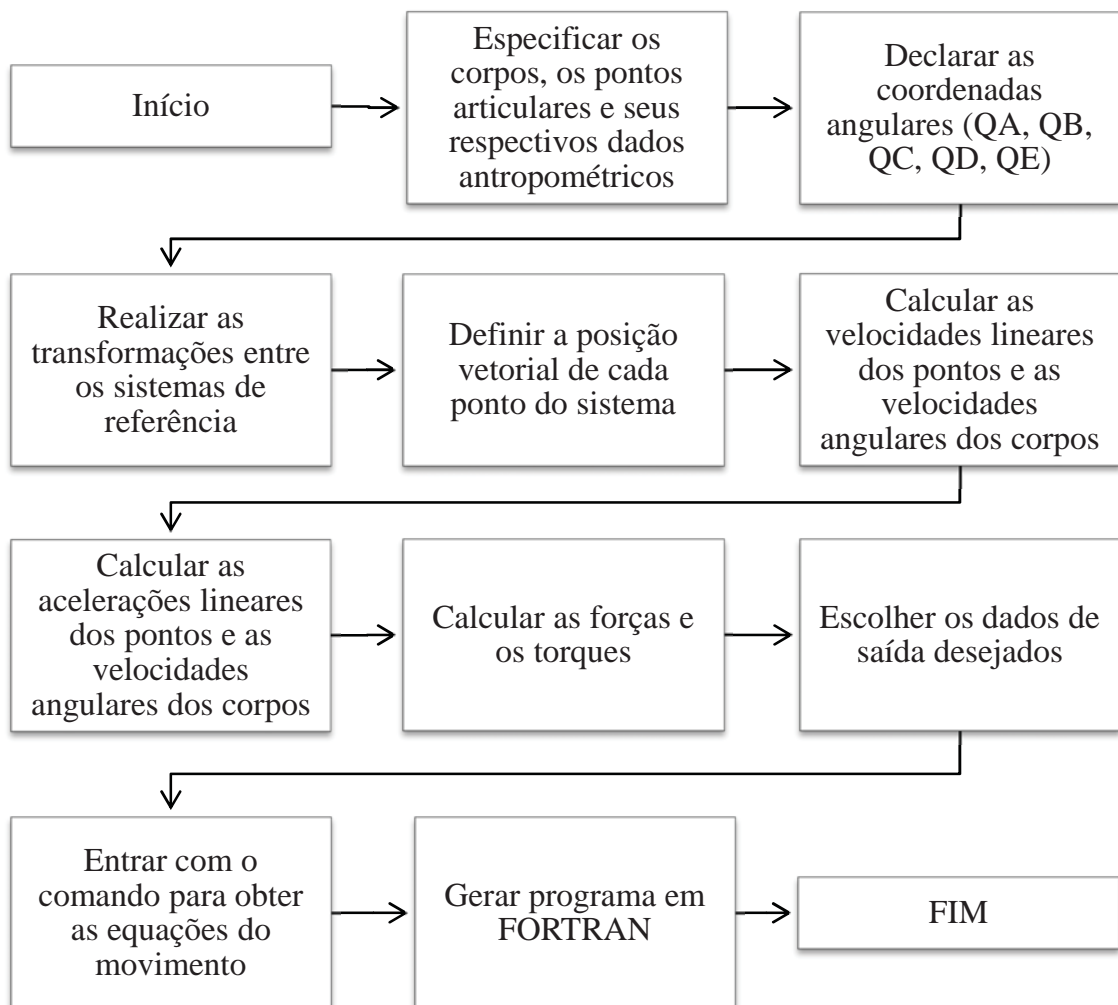 Início
Especificar os
corpos, os pontos
articulares e seus
respectivos dados
antropométricos
Declarar as
coordenadas
angulares (QA, QB,
QC, QD, QE)
Realizar as
transformações entre
os sistemas de
referência
Definir a posição
vetorial de cada
ponto do sistema
Calcular as
velocidades lineares
dos pontos e as
velocidades
angulares dos corpos
Calcular as
acelerações lineares
dos pontos e as
velocidades
angulares dos corpos
Calcular as forças e
os torques
Escolher os dados de
saída desejados
Entrar com o
comando para obter
as equações do
movimento
Gerar programa em
FORTRAN
FIM